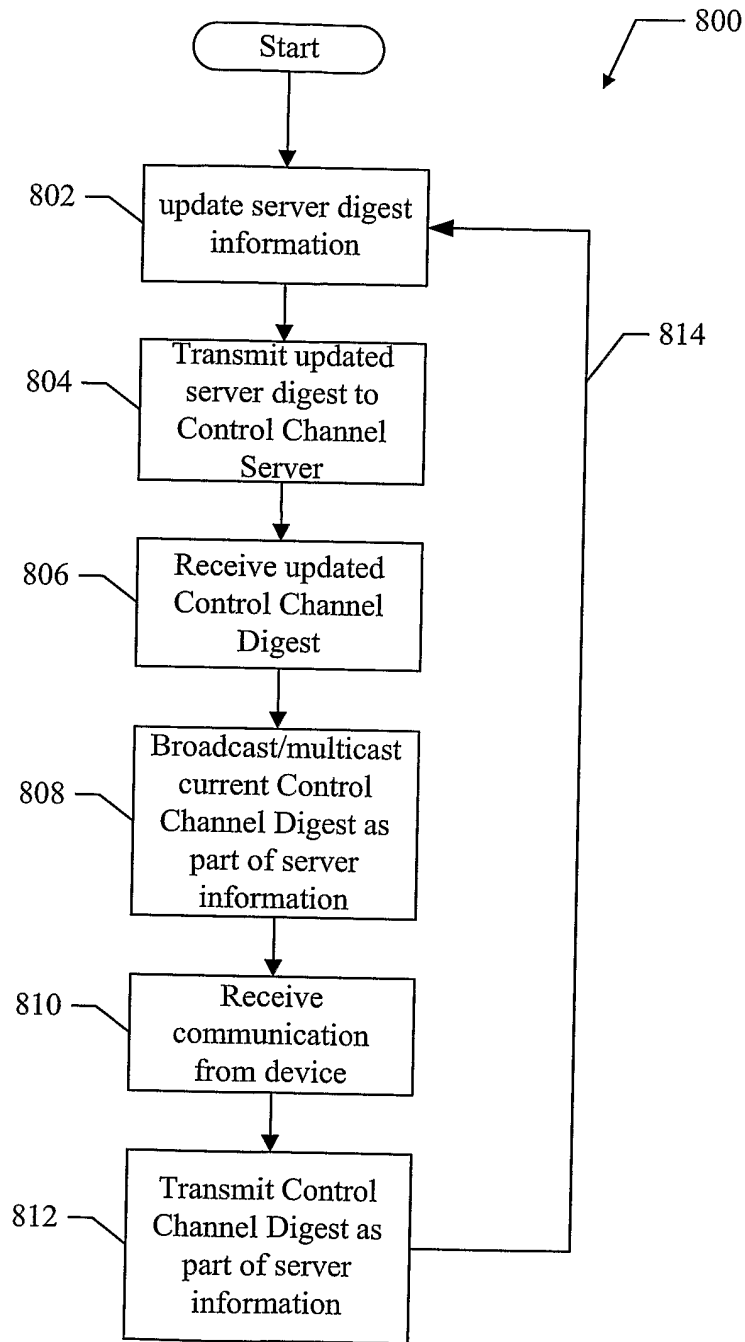 800
Start
802
update server digest
information
814
804
Transmit updated
server digest to
Control Channel
Server
806
Receive updated
Control Channel
Digest
808
Broadcast/multicast
current Control
Channel Digest as
part of server
information
810
Receive
communication
from device
812
Transmit Control
Channel Digest as
part of server
information